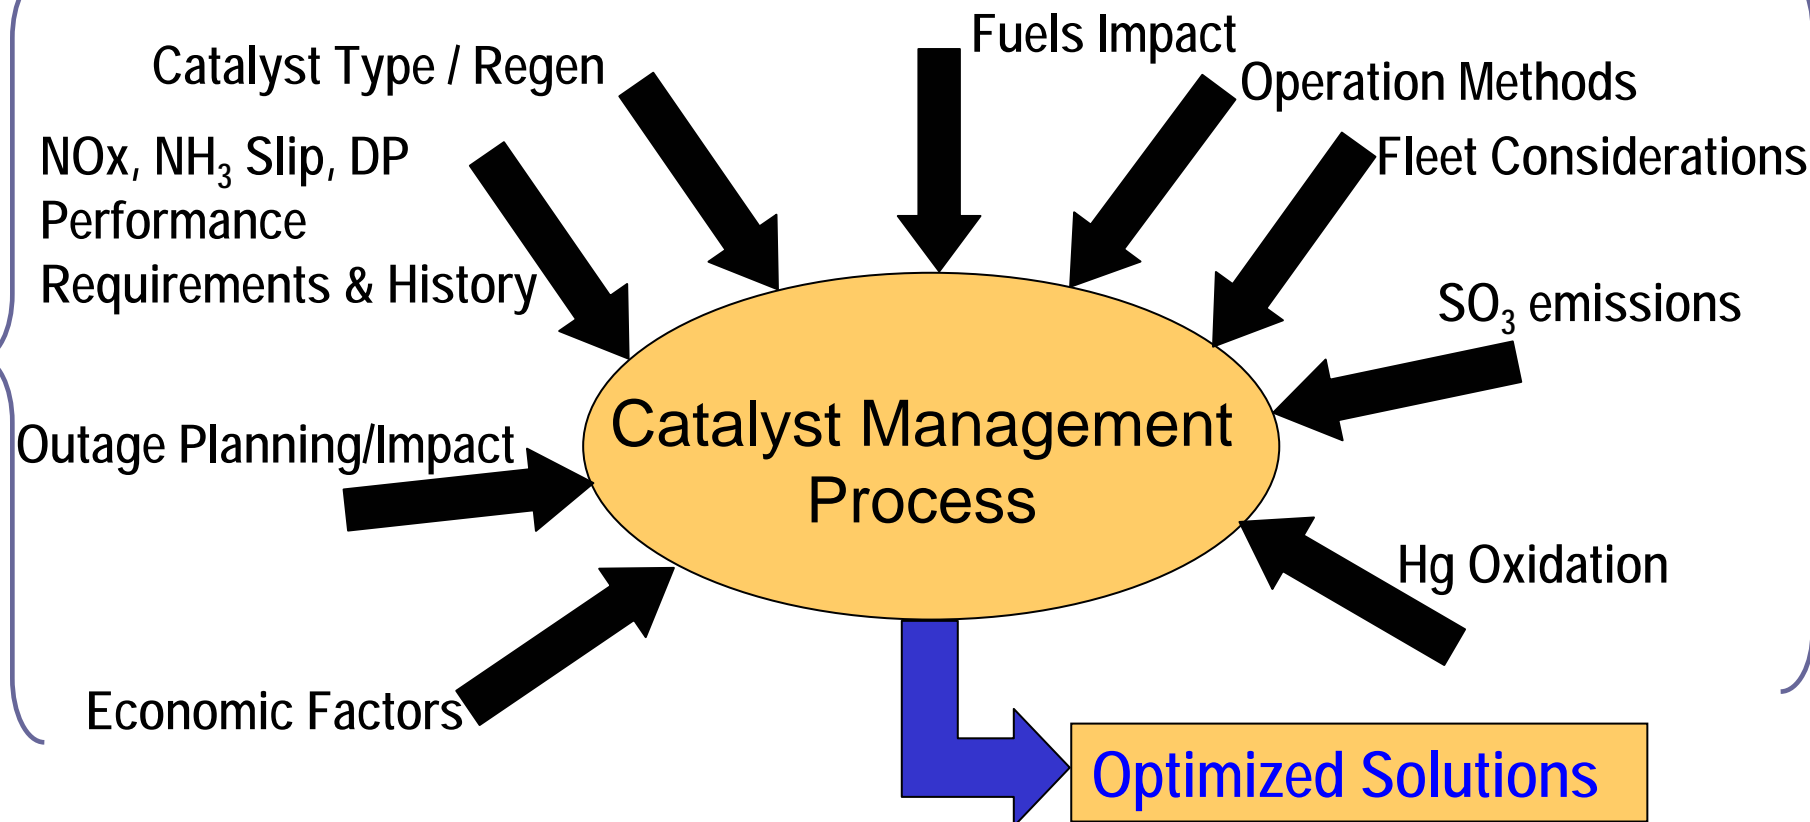 Fuels Impact
Catalyst Type / Regen
Operation Methods
NOx, NH₃ Slip, DP
Performance
Requirements & History
Fleet Considerations
SO₃ emissions
Outage Planning/Impact
Catalyst Management
Process
Hg Oxidation
Economic Factors
Optimized Solutions